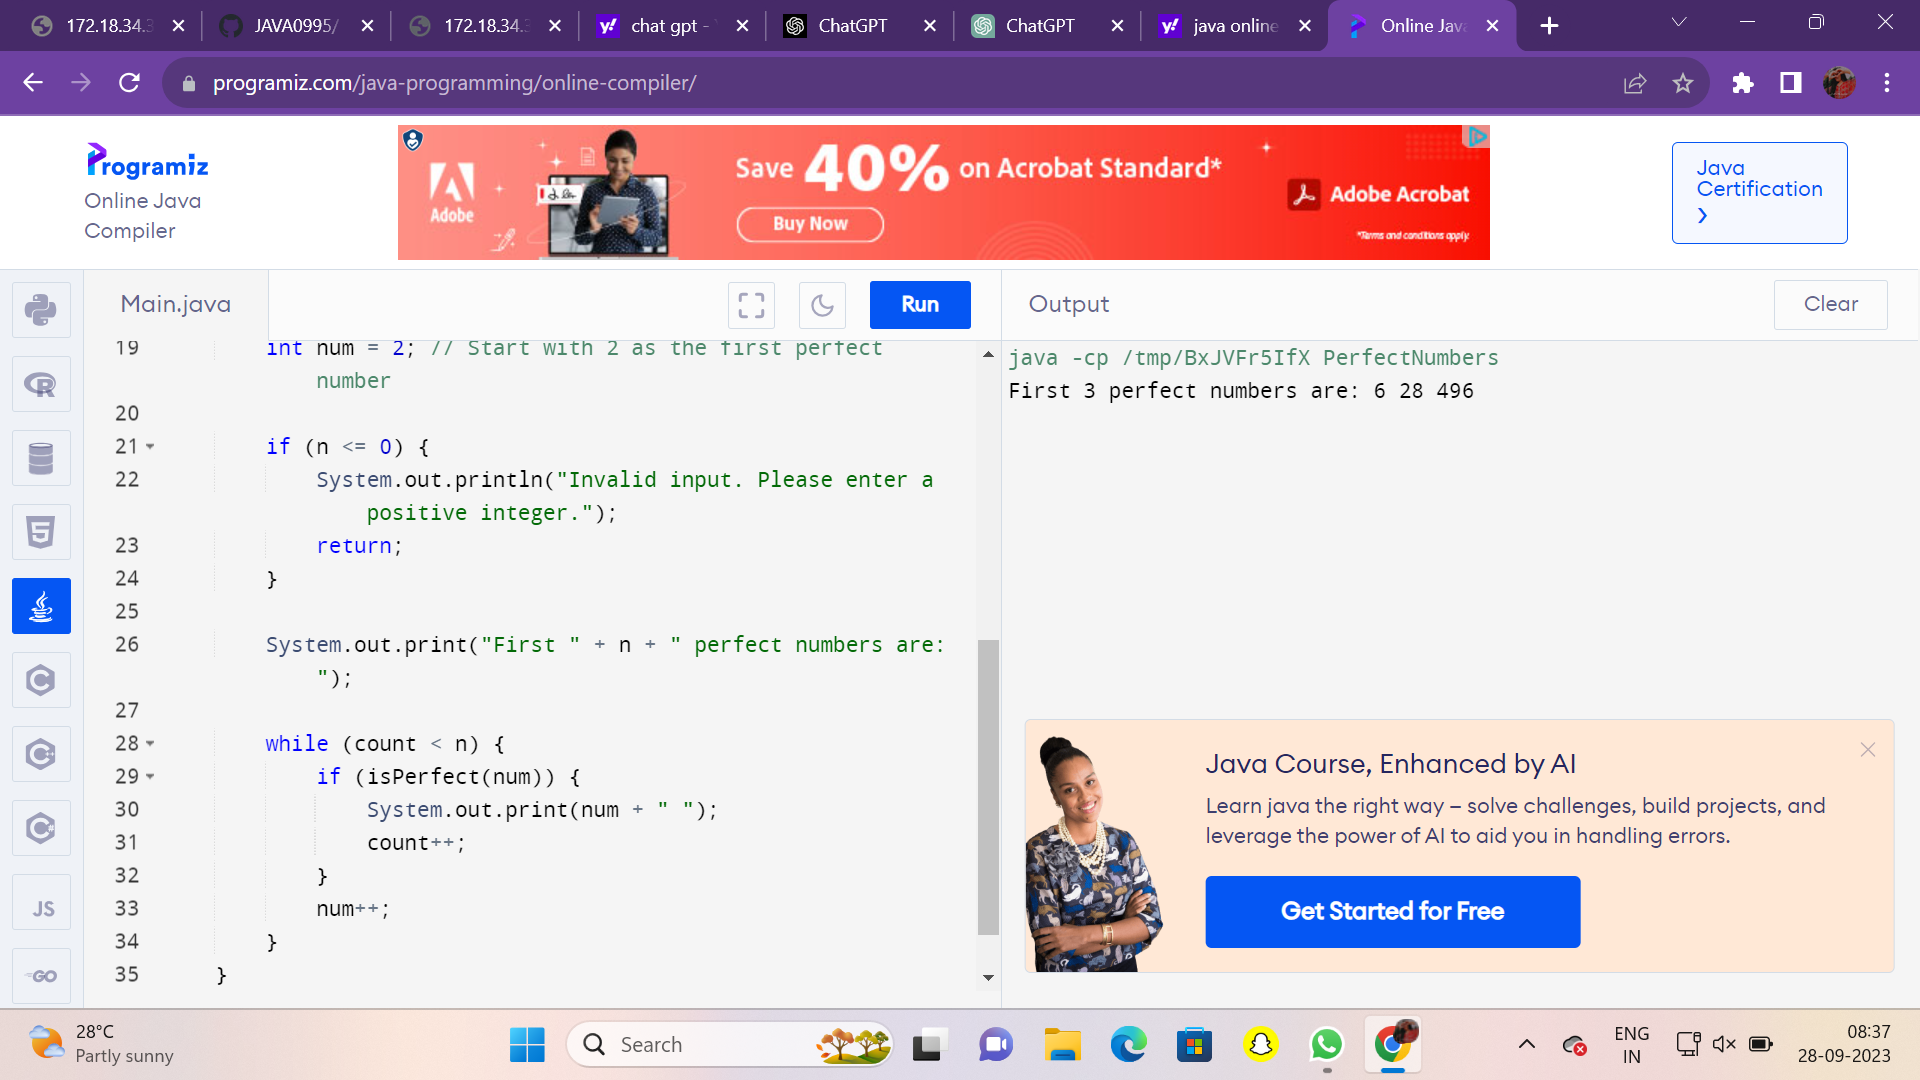 172.18.34.3
JAVA0995/
172.18.34.3
chat gpt -
ChatGPT
ChatGPT
java online
Online Java
programiz.com/java-programming/online-compiler/
Programiz
Online Java
Compiler
Adobe
Save 40% on Acrobat Standard*
Buy Now
Adobe Acrobat
*Terms and conditions apply.
Java
Certification
Main.java
Run
Output
Clear
19 int num = 2; // Start with 2 as the first perfect
number
20
21 if (n <= 0) {
22 System.out.println("Invalid input. Please enter a
positive integer.");
23 return;
24 }
25
26 System.out.print("First " + n + " perfect numbers are:
");
27
28 while (count < n) {
29 if (isPerfect(num)) {
30 System.out.print(num + " ");
31 count++;
32 }
33 num++;
34 }
35 }
JS
GO
java -cp /tmp/BxJVFr5IfX PerfectNumbers
First 3 perfect numbers are: 6 28 496
Java Course, Enhanced by AI
Learn java the right way – solve challenges, build projects, and
leverage the power of AI to aid you in handling errors.
Get Started for Free
28°C
Partly sunny
Search
ENG
IN
08:37
28-09-2023